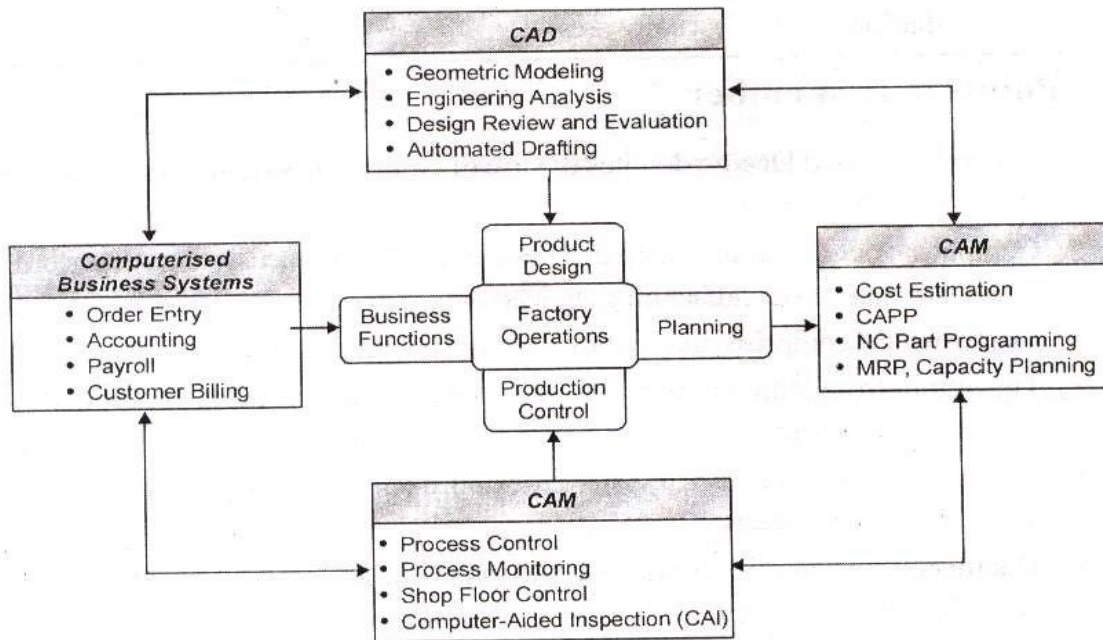 CAD
• Geometric Modeling
• Engineering Analysis
• Design Review and Evaluation
• Automated Drafting
Computerised
Business Systems
• Order Entry
• Accounting
• Payroll
• Customer Billing
Product
Design
Business
Functions
Factory
Operations
Planning
Production
Control
CAM
• Cost Estimation
• CAPP
• NC Part Programming
• MRP, Capacity Planning
CAM
• Process Control
• Process Monitoring
• Shop Floor Control
• Computer-Aided Inspection (CAI)